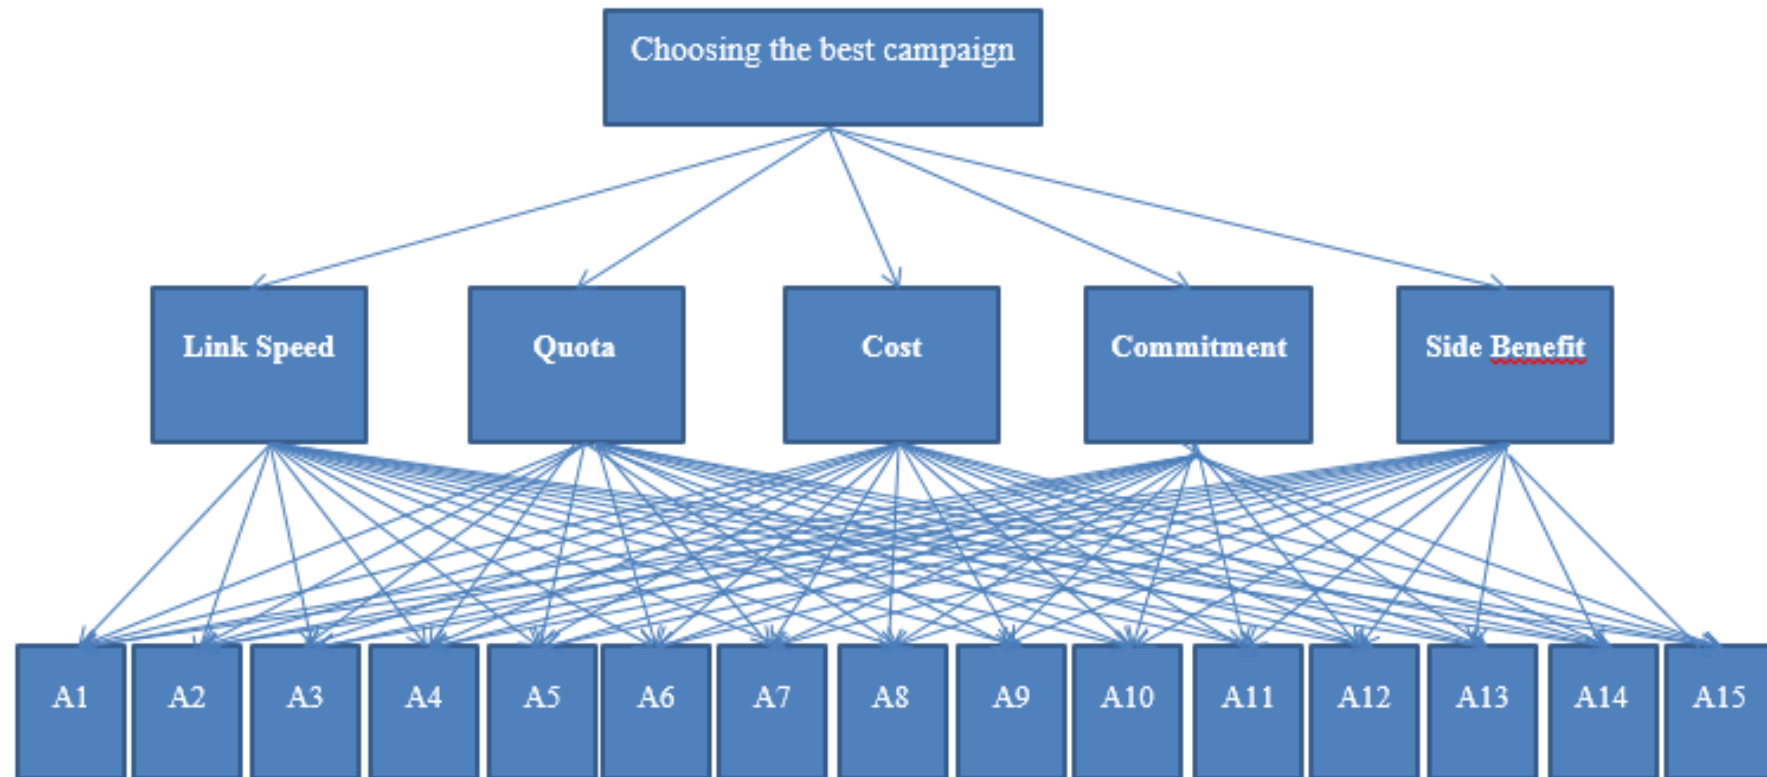 Choosing the best campaign
Link Speed
Quota
Cost
Commitment
Side Benefit
A1
A2
A3
A4
A5
A6
A7
A8
A9
A10
A11
A12
A13
A14
A15